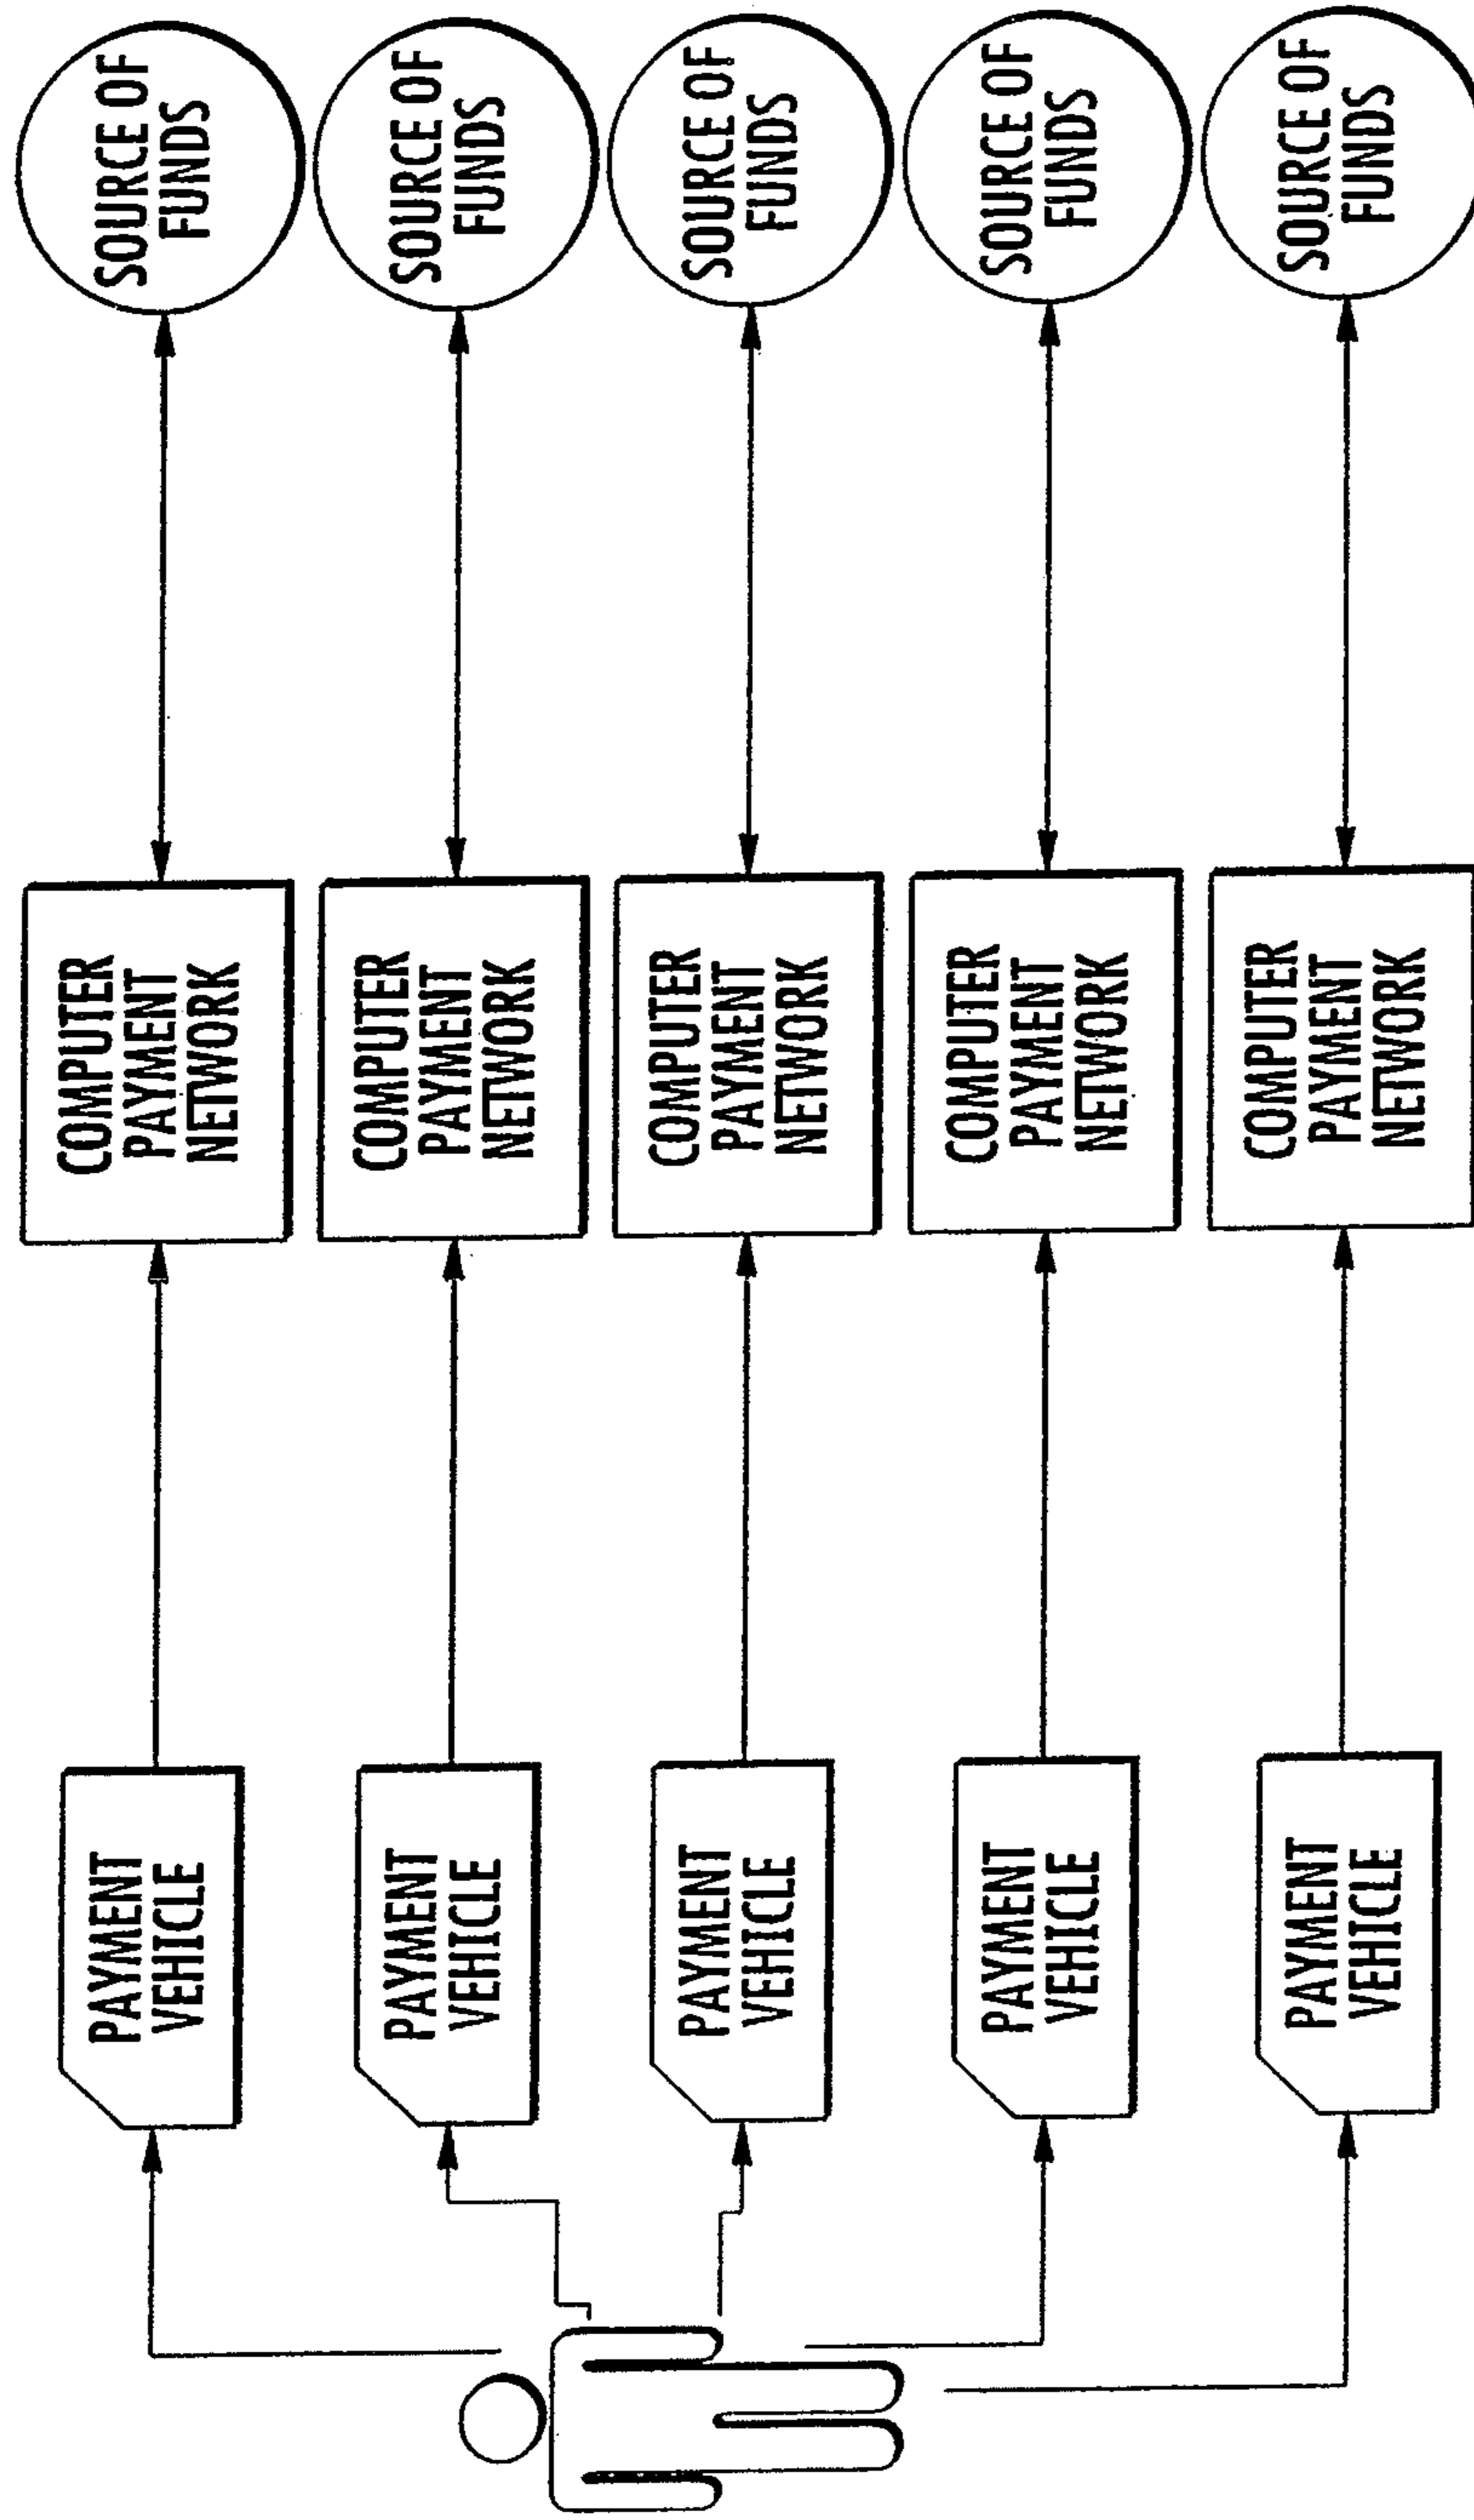 SOURCE OF
FUNDS
SOURCE OF
FUNDS
SOURCE OF
FUNDS
SOURCE OF
FUNDS
SOURCE OF
FUNDS
COMPUTER
PAYMENT
NETWORK
COMPUTER
PAYMENT
NETWORK
COMPUTER
PAYMENT
NETWORK
COMPUTER
PAYMENT
NETWORK
COMPUTER
PAYMENT
NETWORK
PAYMENT
VEHICLE
PAYMENT
VEHICLE
PAYMENT
VEHICLE
PAYMENT
VEHICLE
PAYMENT
VEHICLE